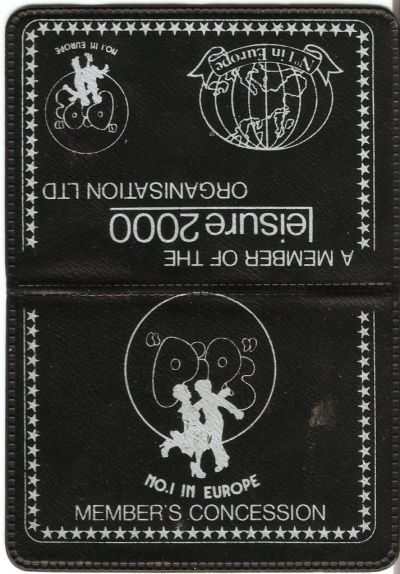 "PiPs"
NO.1 IN EUROPE
MEMBER'S CONCESSION
A MEMBER OF THE
leisure 2000
ORGANISATION LTD
Nº1 in Europe
"PiPs"
NO.1 IN EUROPE